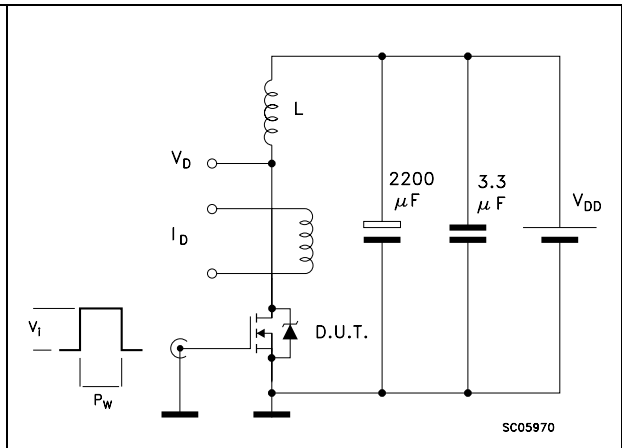 L
V_D
2200
μF
3.3
μF
V_DD
I_D
V_i
D.U.T.
P_W
SC05970